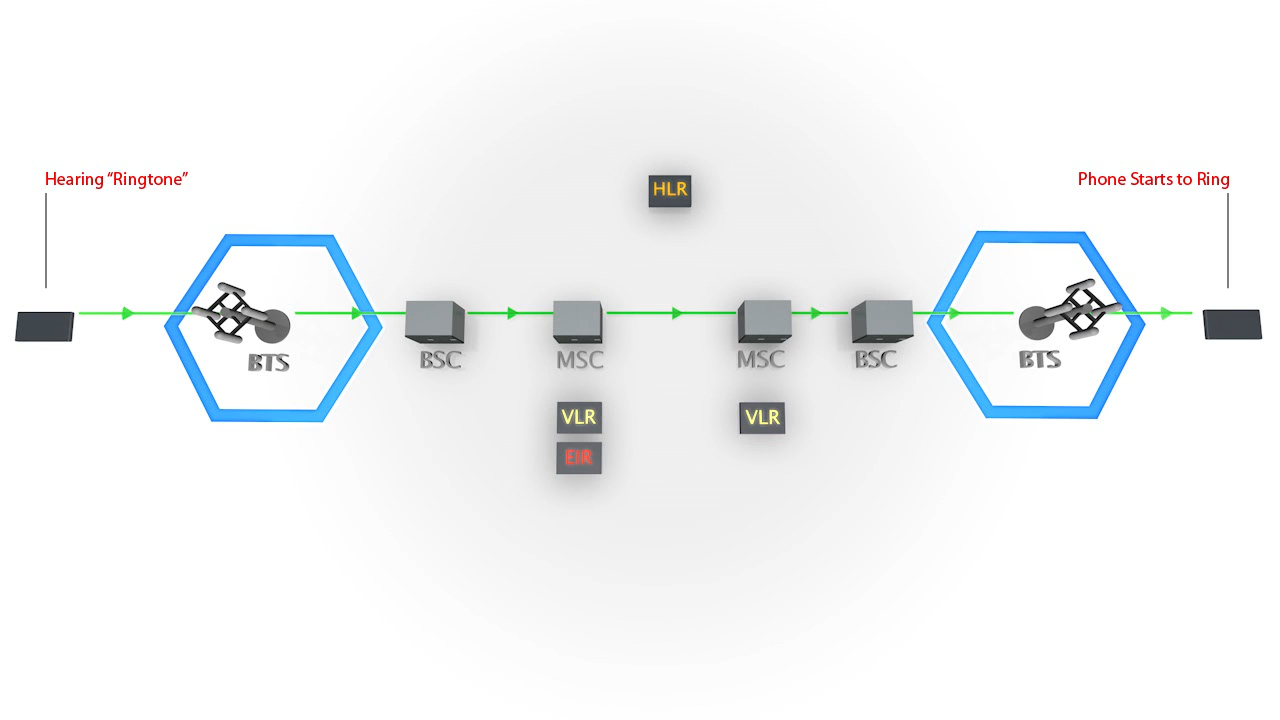 Hearing “Ringtone”
Phone Starts to Ring
HLR
BTS
BSC
MSC
MSC
BSC
BTS
VLR
VLR
EIR